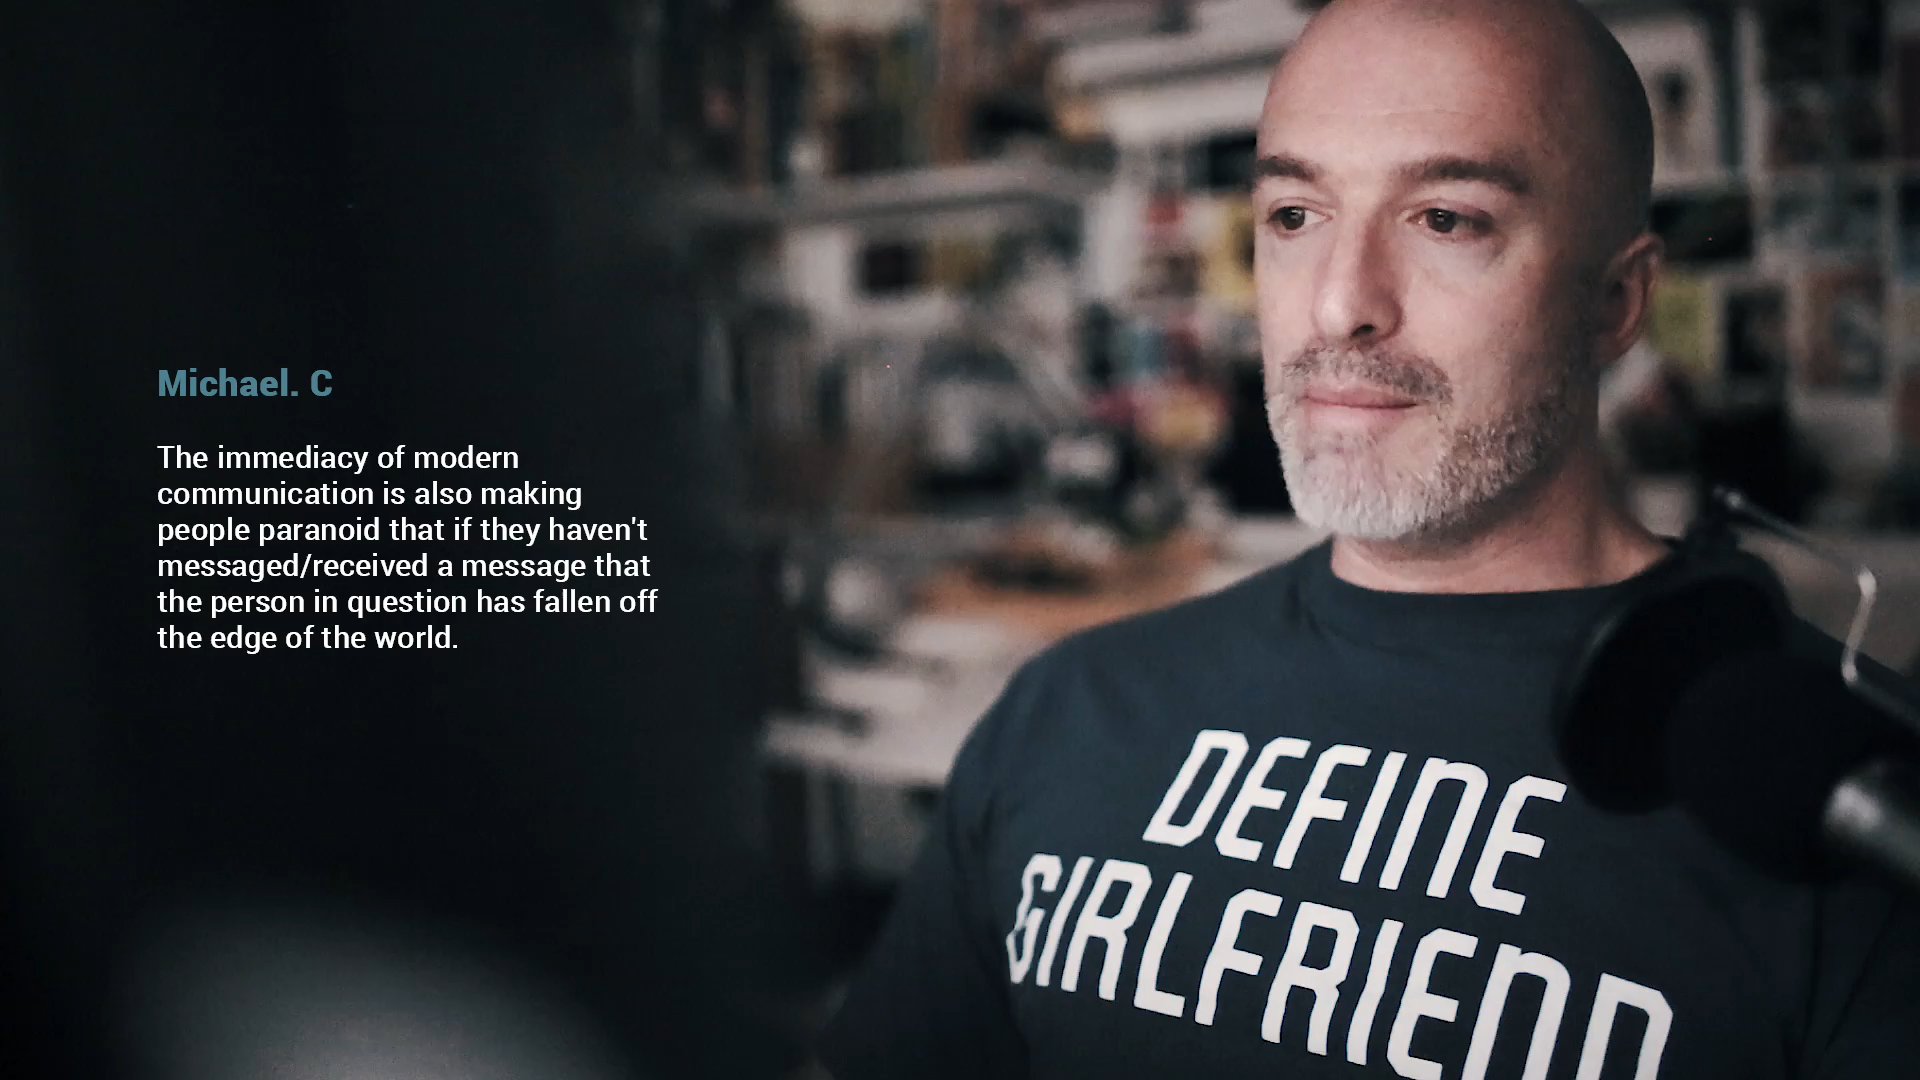 Michael. C
The immediacy of modern
communication is also making
people paranoid that if they haven't
messaged/received a message that
the person in question has fallen off
the edge of the world.
DEFINE
GIRLFRIEND